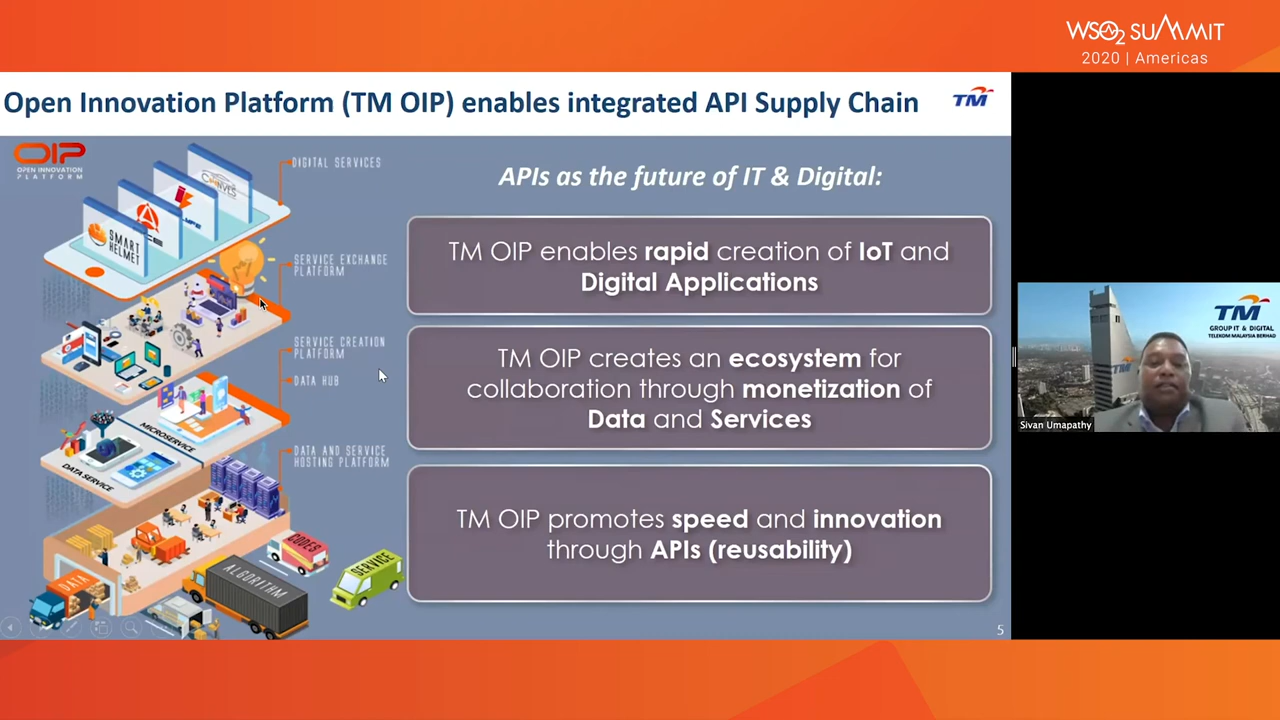 WSO2 SUMMIT
2020 | Americas
Open Innovation Platform (TM OIP) enables integrated API Supply Chain
TM
OIP
OPEN INNOVATION
PLATFORM
DIGITAL SERVICES
SMART
HELMET
SERVICE EXCHANGE
PLATFORM
SERVICE CREATION
PLATFORM
DATA HUB
MICROSERVICE
DATA SERVICE
DATA AND SERVICE
HOSTING PLATFORM
CODES
SERVICE
DATA
ALGORITHM
APIs as the future of IT & Digital:
TM OIP enables rapid creation of IoT and
Digital Applications
TM OIP creates an ecosystem for
collaboration through monetization of
Data and Services
TM OIP promotes speed and innovation
through APIs (reusability)
5
TM
GROUP IT & DIGITAL
TELEKOM MALAYSIA BERHAD
TM
Sivan Umapathy